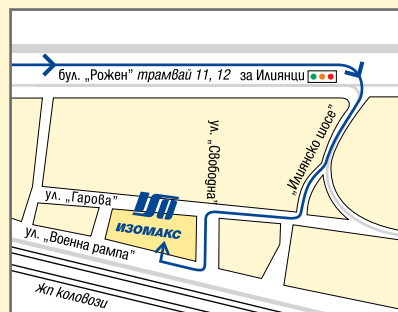 бул. „Рожен” трамвай 11, 12 за Илиянци
ул. „Свободна”
„Илиянско шосе”
ул. „Гарова”
ИЗОМАКС
ул. „Военна рампа”
жп коловози